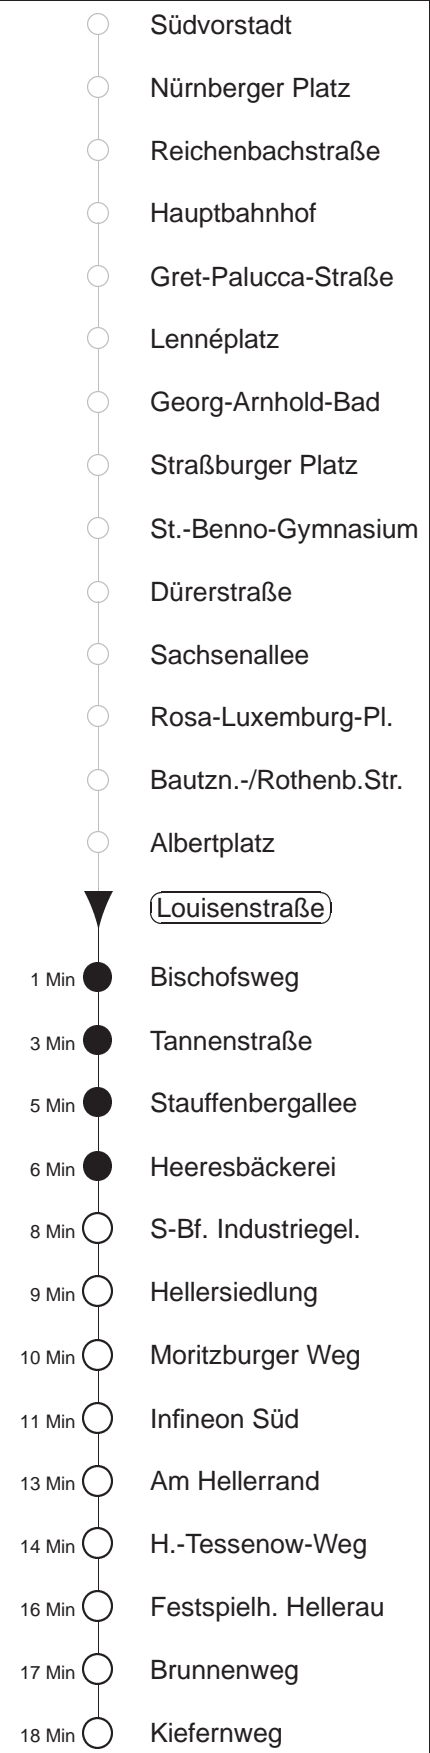 Südvorstadt
Nürnberger Platz
Reichenbachstraße
Hauptbahnhof
Gret-Palucca-Straße
Lennéplatz
Georg-Arnhold-Bad
Straßburger Platz
St.-Benno-Gymnasium
Dürerstraße
Sachsenallee
Rosa-Luxemburg-Pl.
Bautzn.-/Rothenb.Str.
Albertplatz
Louisenstraße
1 Min Bischofsweg
3 Min Tannenstraße
5 Min Stauffenbergallee
6 Min Heeresbäckerei
8 Min S-Bf. Industriegel.
9 Min Hellersiedlung
10 Min Moritzburger Weg
11 Min Infineon Süd
13 Min Am Hellerrand
14 Min H.-Tessenow-Weg
16 Min Festspielh. Hellerau
17 Min Brunnenweg
18 Min Kiefernweg